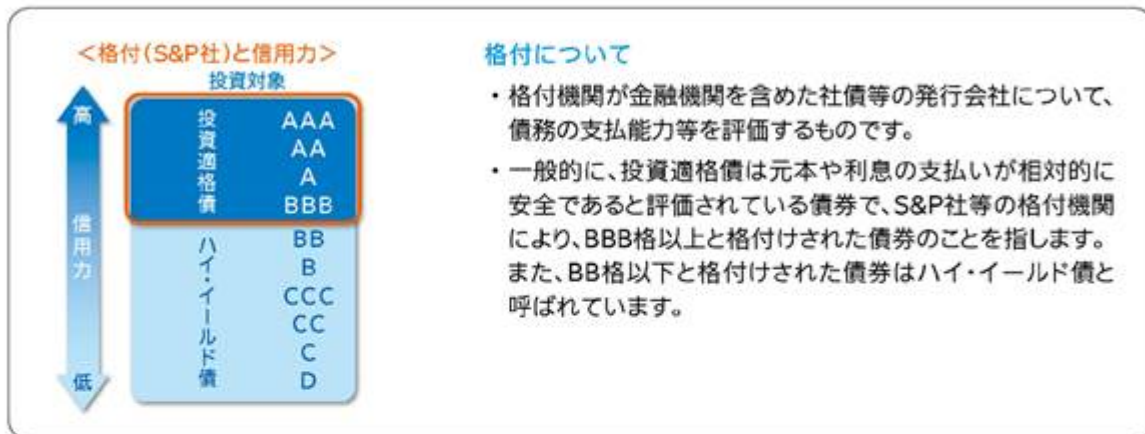 <格付(S&P社)と信用力>
投資対象
高
信用力
低
投資適格債
AAA
AA
A
BBB
ハイ・イールド債
BB
B
CCC
CC
C
D
格付について
・格付機関が金融機関を含めた社債等の発行会社について、
債務の支払能力等を評価するものです。
・一般的に、投資適格債は元本や利息の支払いが相対的に
安全であると評価されている債券で、S&P社等の格付機関
により、BBB格以上と格付けされた債券のことを指します。
また、BB格以下と格付けされた債券はハイ・イールド債と
呼ばれています。